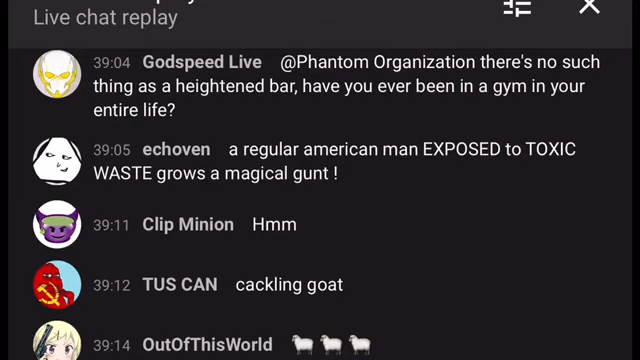 Live chat replay
39:04 Godspeed Live @Phantom Organization there's no such
thing as a heightened bar, have you ever been in a gym in your
entire life?
39:05 echoven a regular american man EXPOSED to TOXIC
WASTE grows a magical gunt !
39:11 Clip Minion Hmm
39:12 TUS CAN cackling goat
39:14 OutOfThisWorld 🐑 🐑 🐑